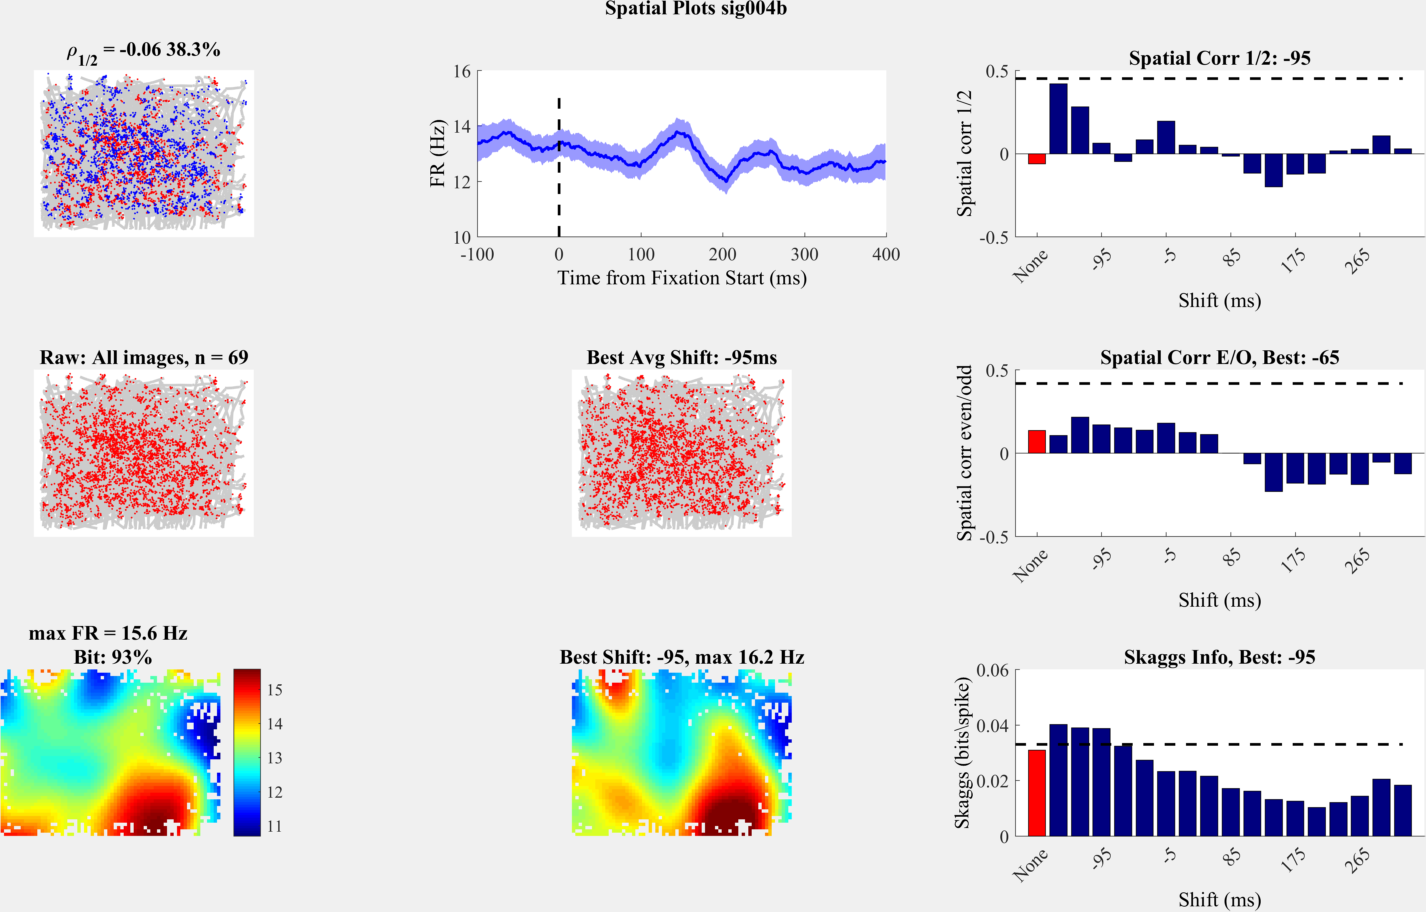 Spatial Plots sig004b
ρ1/2 = -0.06 38.3%
16
14
12
10
FR (Hz)
-100 0 100 200 300 400
Time from Fixation Start (ms)
Spatial Corr 1/2: -95
0.5
0
-0.5
Spatial corr 1/2
None -95 -5 85 175 265
Shift (ms)
Raw: All images, n = 69
Best Avg Shift: -95ms
Spatial Corr E/O, Best: -65
0.5
0
-0.5
Spatial corr even/odd
None -95 -5 85 175 265
Shift (ms)
max FR = 15.6 Hz
Bit: 93%
15
14
13
12
11
Best Shift: -95, max 16.2 Hz
Skaggs Info, Best: -95
0.06
0.04
0.02
0
Skaggs (bits\spike)
None -95 -5 85 175 265
Shift (ms)